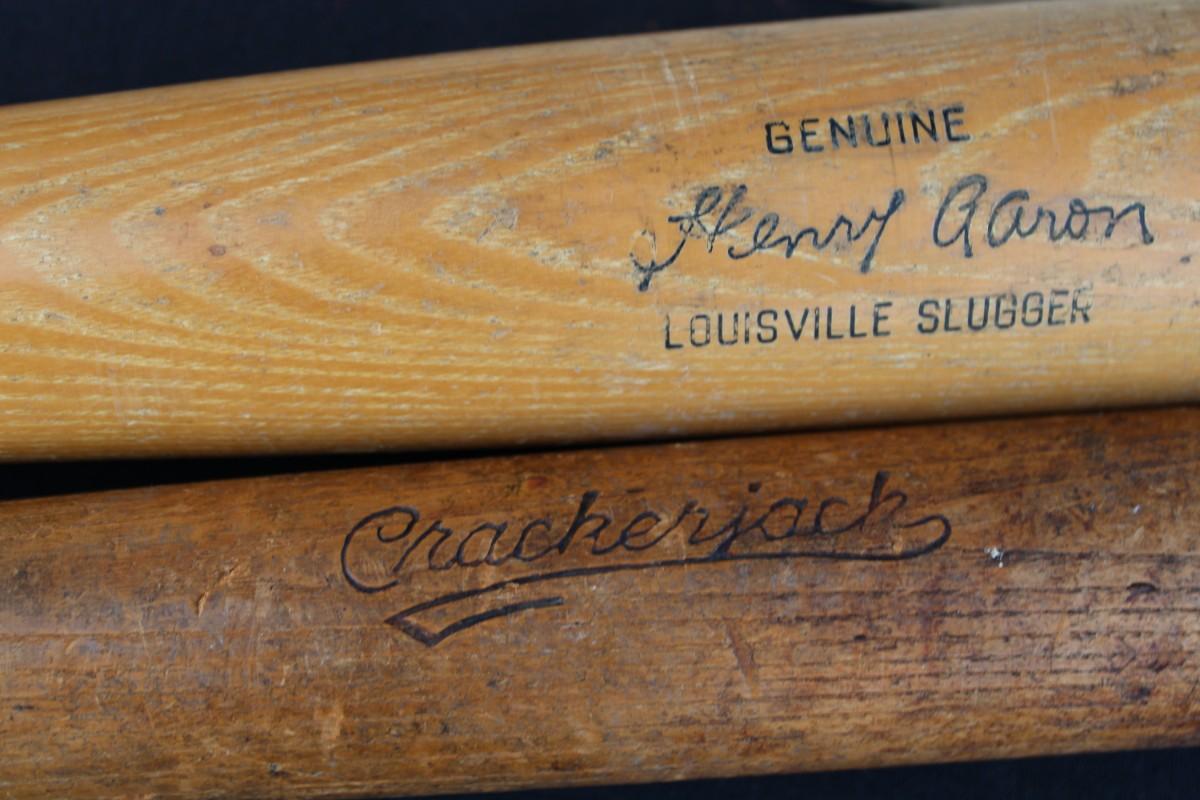 GENUINE
Henry Aaron
LOUISVILLE SLUGGER
Crackerjack